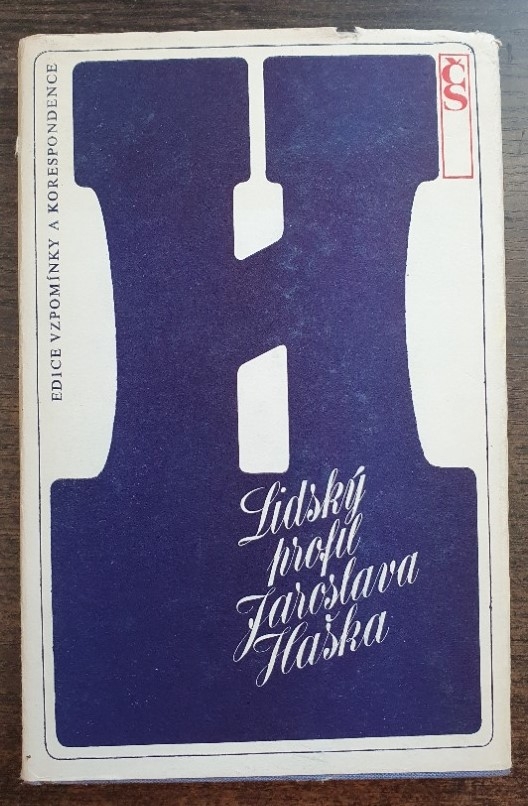 EDICE VZPOMÍNKY A KORESPONDENCE
ČS
H
Lidský
profil
Jaroslava
Haška